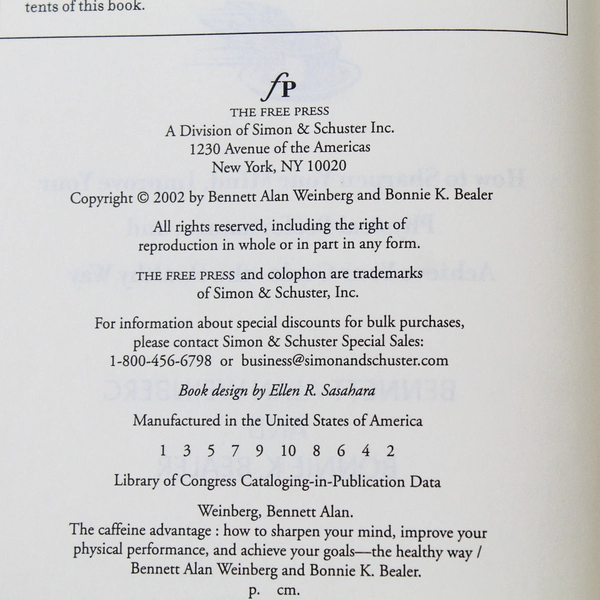 tents of this book.
fP
THE FREE PRESS
A Division of Simon & Schuster Inc.
1230 Avenue of the Americas
New York, NY 10020
Copyright © 2002 by Bennett Alan Weinberg and Bonnie K. Bealer
All rights reserved, including the right of
reproduction in whole or in part in any form.
THE FREE PRESS and colophon are trademarks
of Simon & Schuster, Inc.
For information about special discounts for bulk purchases,
please contact Simon & Schuster Special Sales:
1-800-456-6798 or business@simonandschuster.com
Book design by Ellen R. Sasahara
Manufactured in the United States of America
1 3 5 7 9 10 8 6 4 2
Library of Congress Cataloging-in-Publication Data
Weinberg, Bennett Alan.
The caffeine advantage : how to sharpen your mind, improve your
physical performance, and achieve your goals—the healthy way /
Bennett Alan Weinberg and Bonnie K. Bealer.
p. cm.